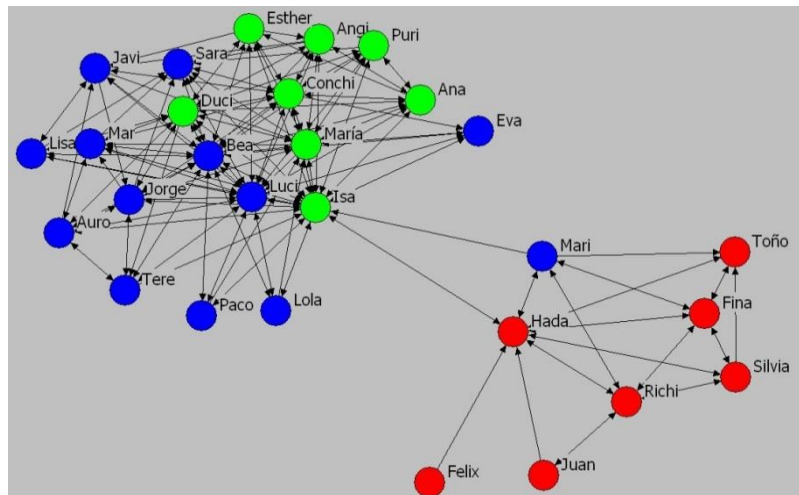 Esther
Angi
Puri
Javi
Sara
Conchi
Ana
Duci
Eva
Lisa
Mar
Bea
María
Jorge
Luci
Isa
Auro
Tere
Paco
Lola
Mari
Toño
Hada
Fina
Silvia
Richi
Felix
Juan